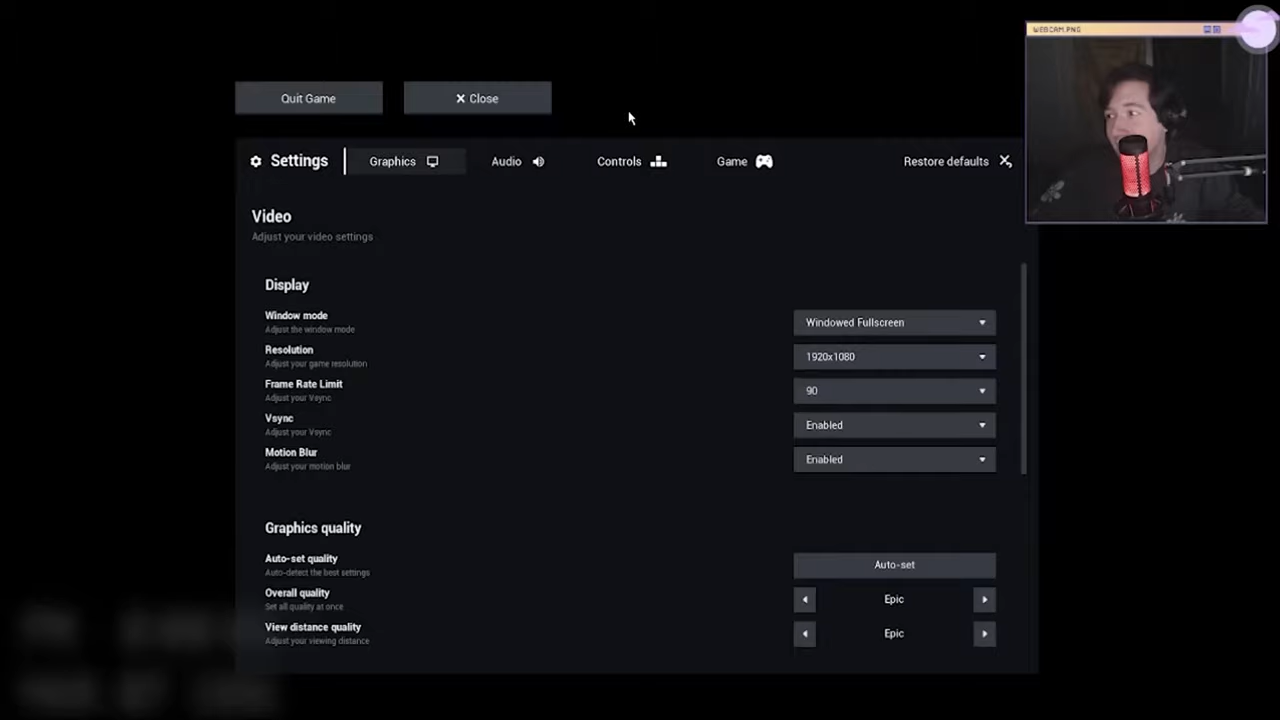 WEBCAM.PNG
Quit Game
Close
Settings
Graphics
Audio
Controls
Game
Restore defaults
Video
Adjust your video settings
Display
Window mode
Windowed Fullscreen
Adjust the window mode
Resolution
1920x1080
Adjust your game resolution
Frame Rate Limit
90
Adjust your Vsync
Vsync
Enabled
Adjust your Vsync
Motion Blur
Enabled
Adjust your motion blur
Graphics quality
Auto-set quality
Auto-set
Auto-detect the best settings
Overall quality
Epic
Set all quality at once
View distance quality
Epic
Adjust your viewing distance